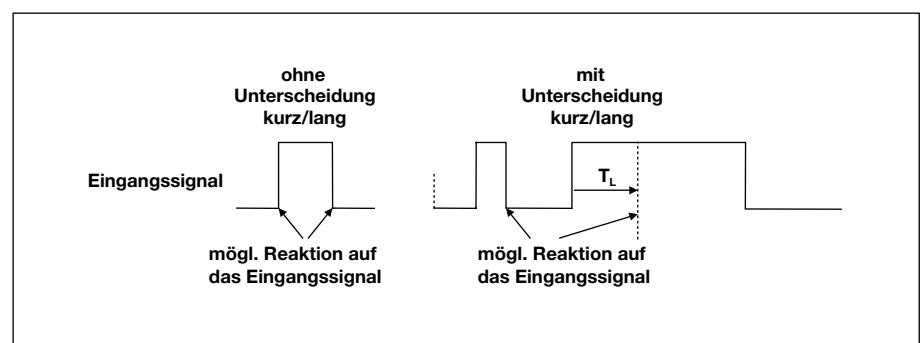 ohne
Unterscheidung
kurz/lang
mit
Unterscheidung
kurz/lang
Eingangssignal
TL
mögl. Reaktion auf
das Eingangssignal
mögl. Reaktion auf
das Eingangssignal